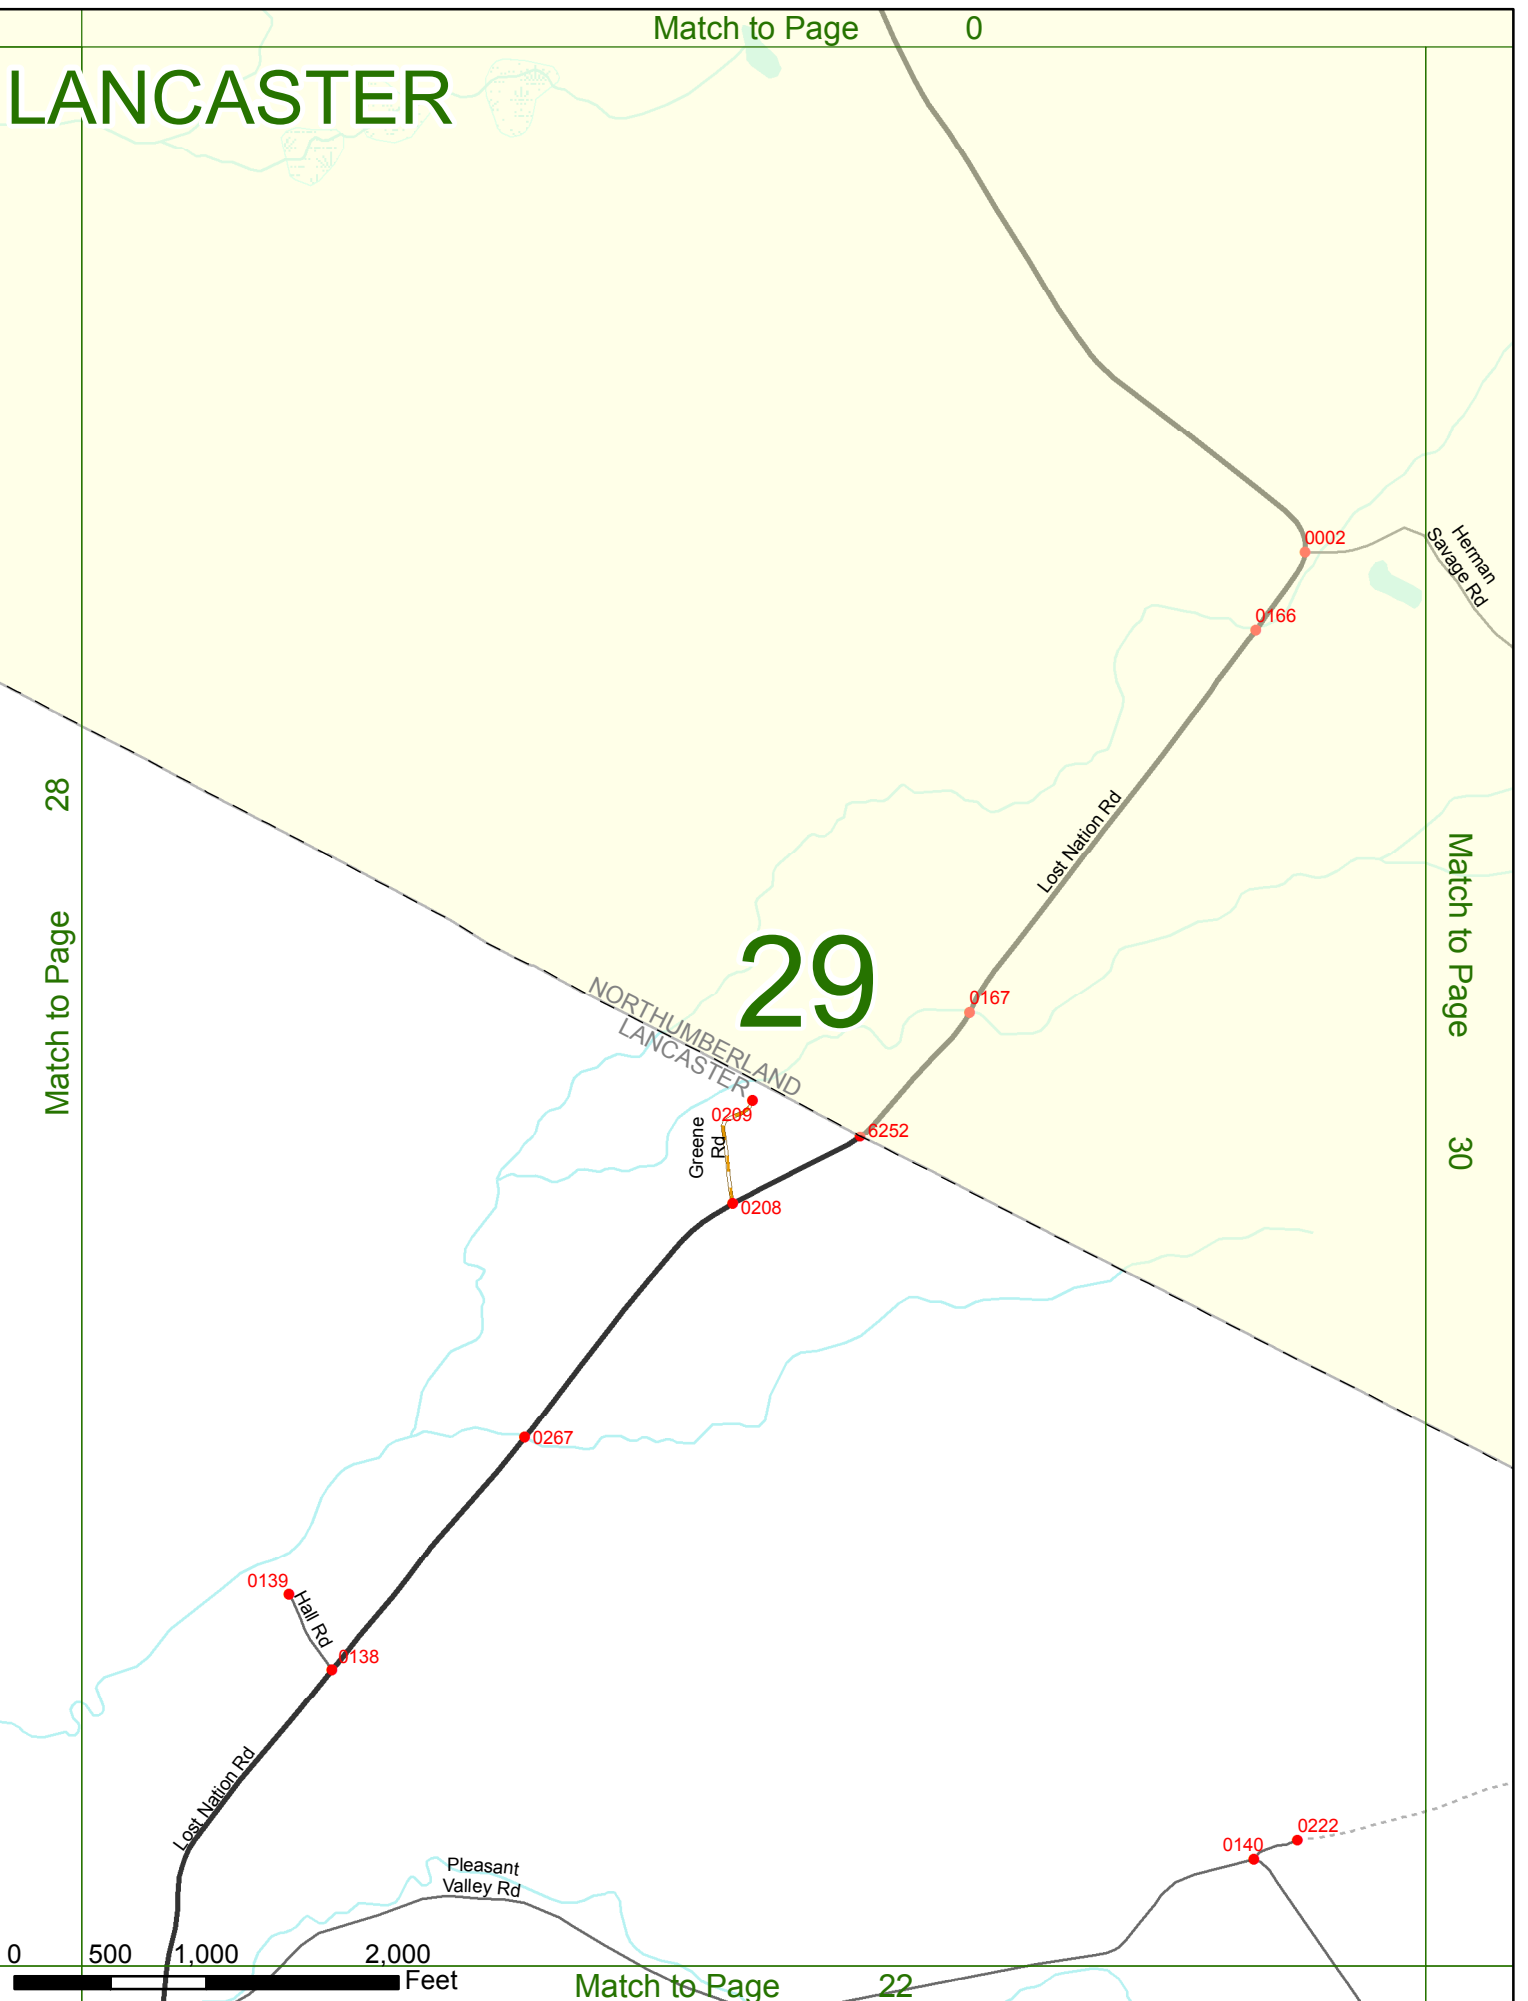 Match to Page 0
LANCASTER
0002
Herman
Savage Rd
0166
28
Match to Page
Lost Nation Rd
Match to Page
30
29
0167
NORTHUMBERLAND
LANCASTER
0209
6252
Greene
Rd
0208
0267
0139
Hall Rd
0138
Lost Nation Rd
0222
0140
Pleasant
Valley Rd
0 500 1,000 2,000
Feet
Match to Page 22